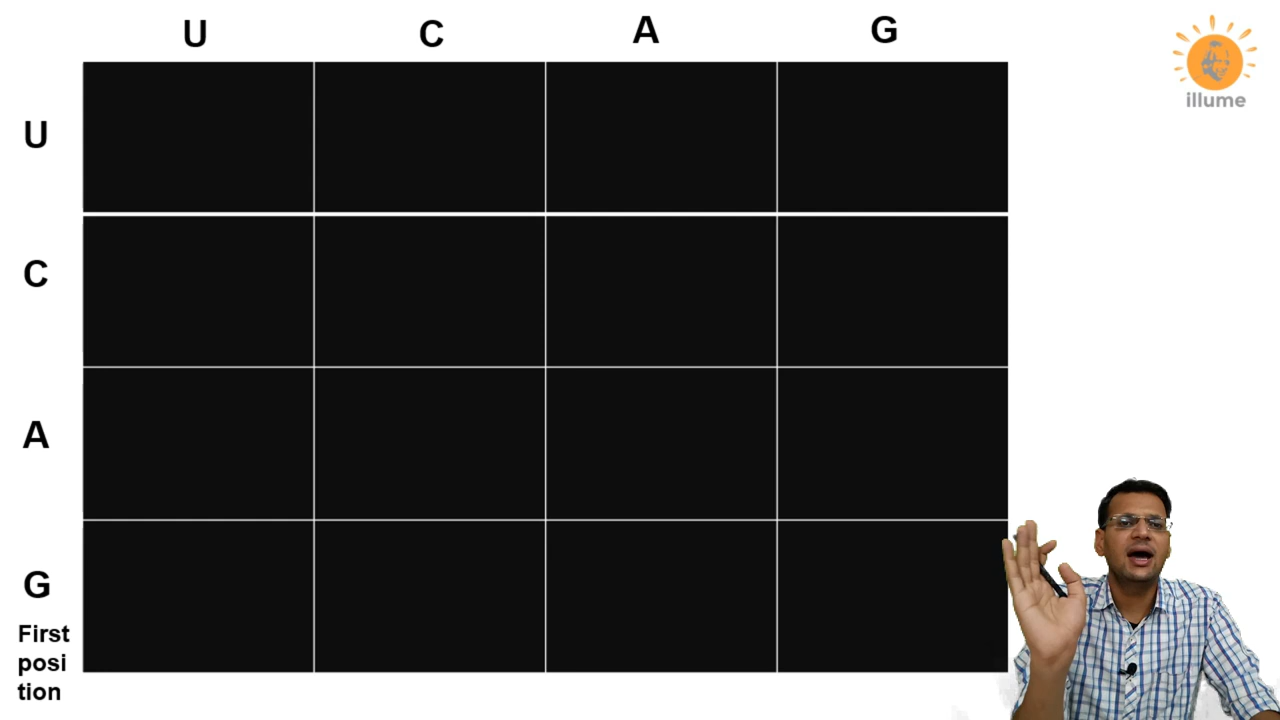 U C A G
illume
U
C
A
G
First
posi
tion